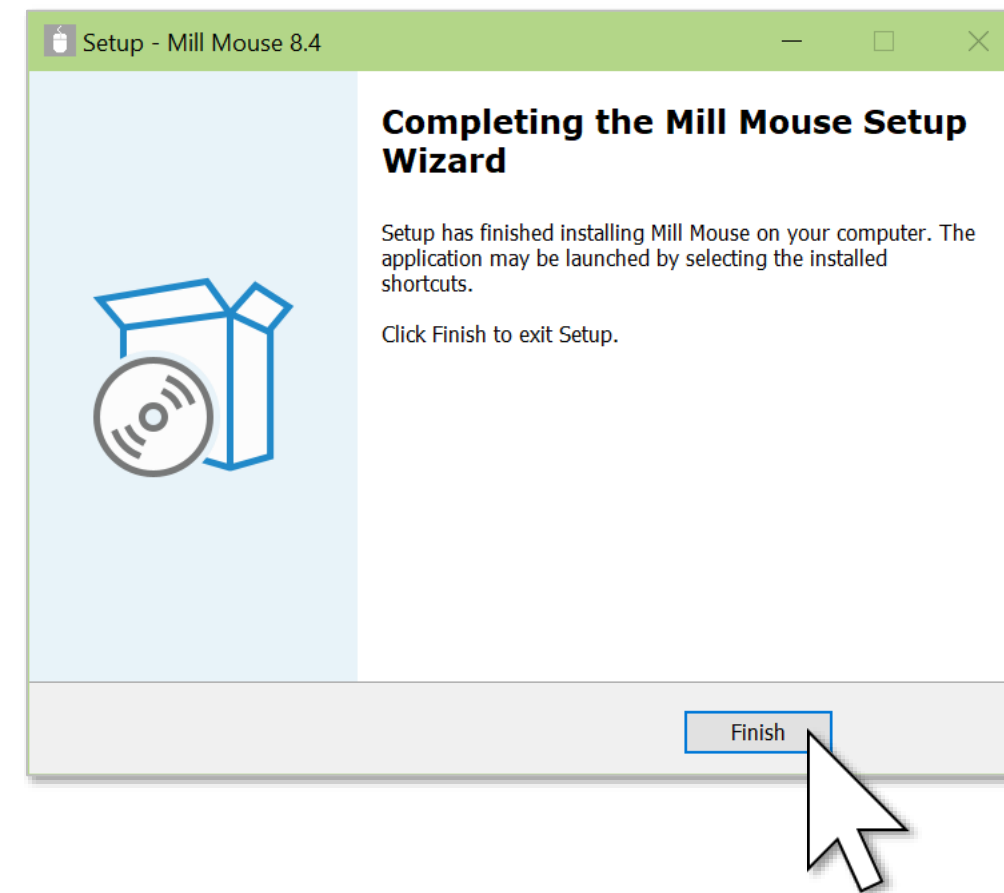 Setup - Mill Mouse 8.4
Completing the Mill Mouse Setup
Wizard
Setup has finished installing Mill Mouse on your computer. The
application may be launched by selecting the installed
shortcuts.
Click Finish to exit Setup.
Finish